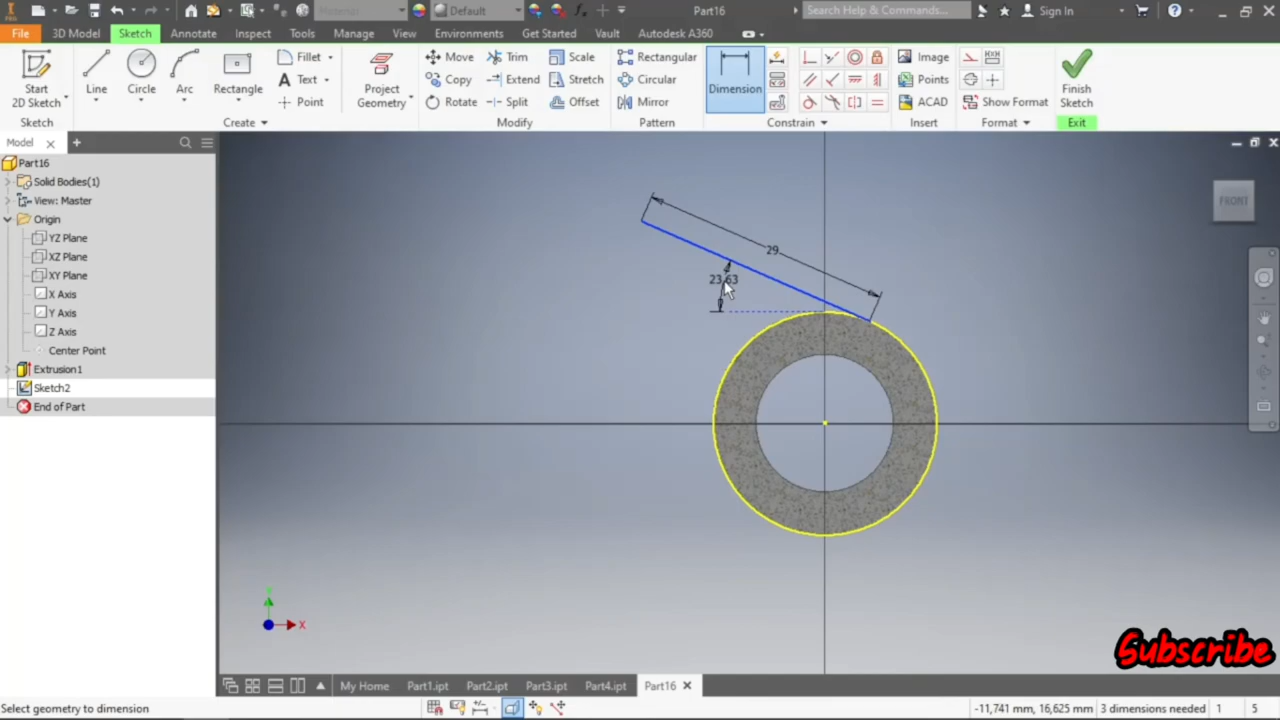 Material
Default
Part16
Search Help & Commands...
Sign In
PRO
File
3D Model
Sketch
Annotate
Inspect
Tools
Manage
View
Environments
Get Started
Vault
Autodesk A360
Start
2D Sketch
Line
Circle
Arc
Rectangle
Fillet
Text
Point
Project
Geometry
Move
Copy
Rotate
Trim
Extend
Split
Scale
Stretch
Offset
Rectangular
Circular
Mirror
Dimension
Image
Points
ACAD
Show Format
Finish
Sketch
Sketch
Create
Modify
Pattern
Constrain
Insert
Format
Exit
Model
Part16
Solid Bodies(1)
View: Master
Origin
YZ Plane
XZ Plane
XY Plane
X Axis
Y Axis
Z Axis
Center Point
Extrusion1
Sketch2
End of Part
29
23,63
FRONT
X
Subscribe
My Home
Part1.ipt
Part2.ipt
Part3.ipt
Part4.ipt
Part16
Select geometry to dimension
-11,741 mm, 16,625 mm
3 dimensions needed
1
5